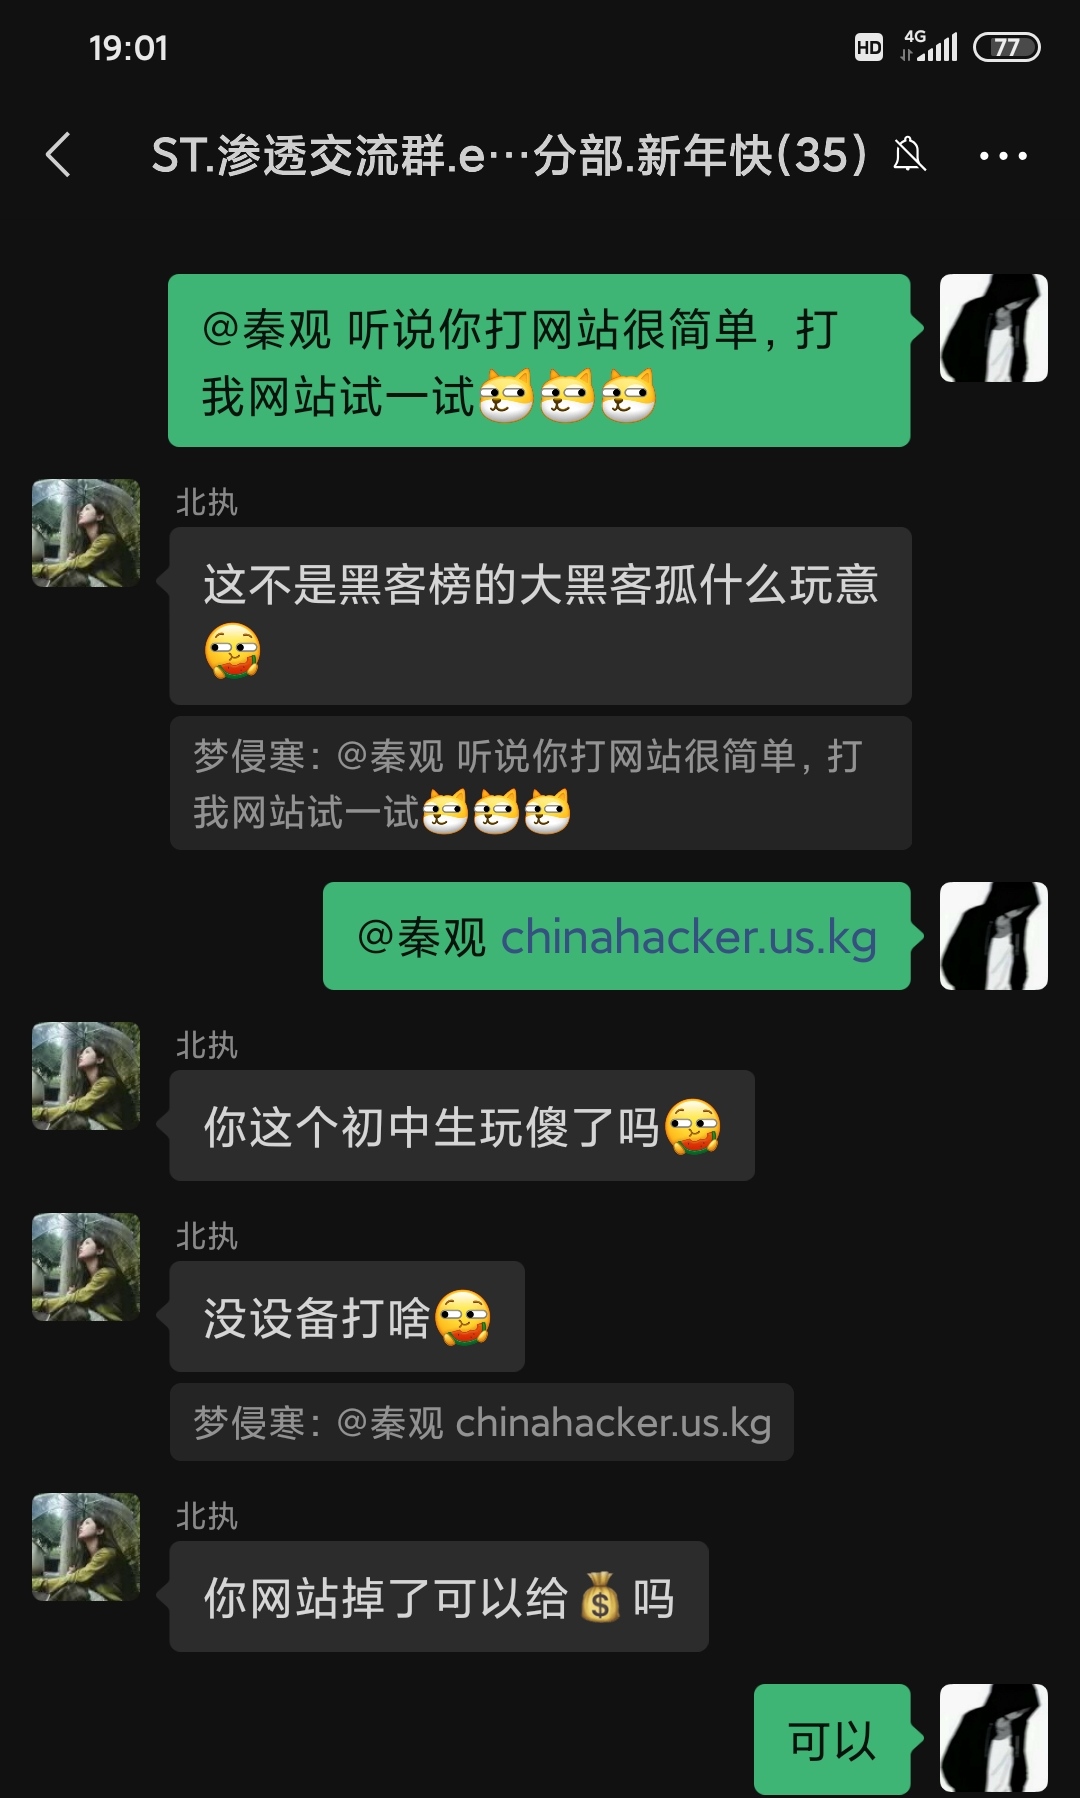 19:01
HD 4G 77
ST.渗透交流群.e…分部.新年快(35)
@秦观 听说你打网站很简单，打
我网站试一试
北执
这不是黑客榜的大黑客孤什么玩意
梦侵寒：@秦观 听说你打网站很简单，打
我网站试一试
@秦观 chinahacker.us.kg
北执
你这个初中生玩傻了吗
北执
没设备打啥
梦侵寒：@秦观 chinahacker.us.kg
北执
你网站掉了可以给💰吗
可以